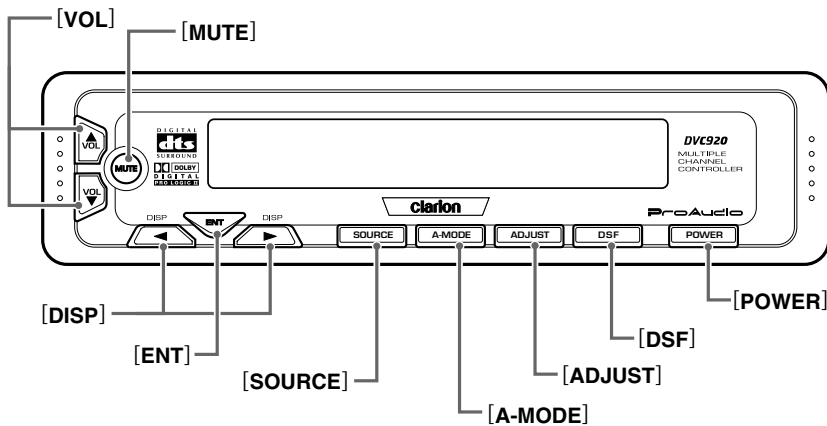 [VOL]
[MUTE]
VOL
MUTE
VOL
DIGITAL
dts
SURROUND
DOLBY
DIGITAL
PRO LOGIC II
DVC920
MULTIPLE
CHANNEL
CONTROLLER
clarion
ProAudio
DISP
ENT
DISP
SOURCE
A-MODE
ADJUST
DSF
POWER
[DISP]
[ENT]
[SOURCE]
[A-MODE]
[ADJUST]
[DSF]
[POWER]